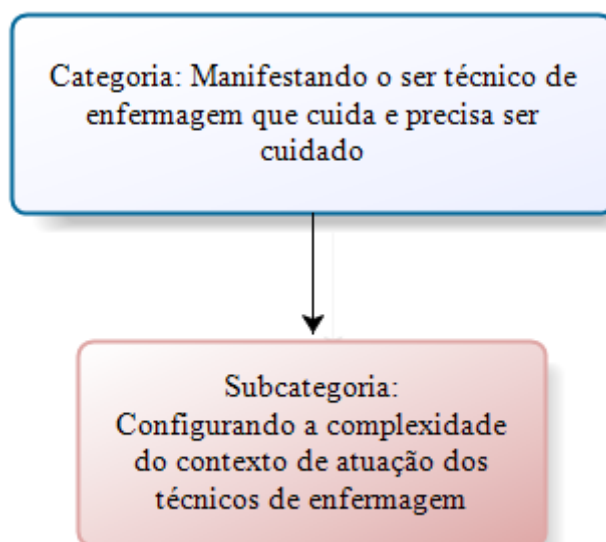 Categoria: Manifestando o ser técnico de
enfermagem que cuida e precisa ser
cuidado
Subcategoria:
Configurando a complexidade
do contexto de atuação dos
técnicos de enfermagem